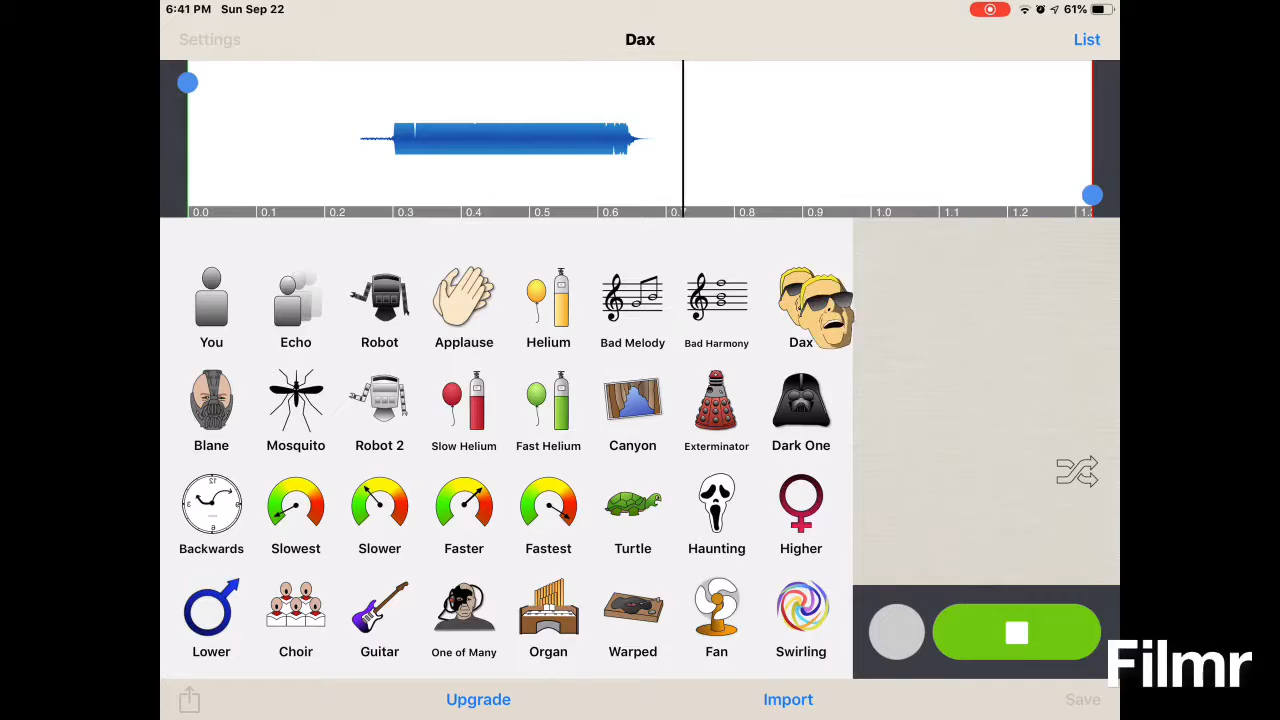 6:41 PM Sun Sep 22
61%
Settings
Dax
List
0.0 0.1 0.2 0.3 0.4 0.5 0.6 0.7 0.8 0.9 1.0 1.1 1.2
You Echo Robot Applause Helium Bad Melody Bad Harmony Dax
Blane Mosquito Robot 2 Slow Helium Fast Helium Canyon Exterminator Dark One
Backwards Slowest Slower Faster Fastest Turtle Haunting Higher
Lower Choir Guitar One of Many Organ Warped Fan Swirling
Filmr
Upgrade Import Save